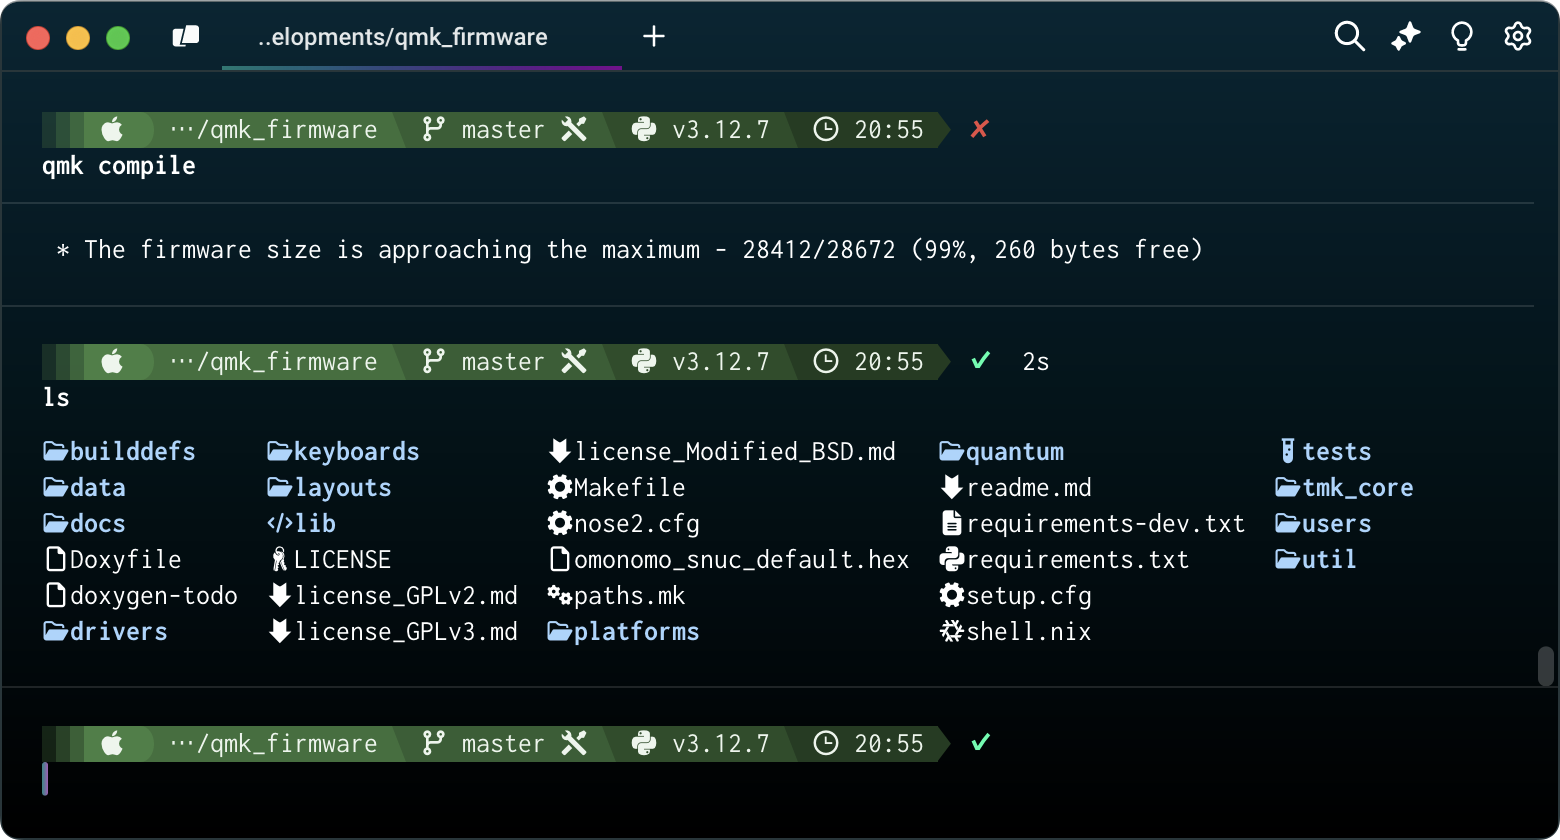 ..elopments/qmk_firmware
···/qmk_firmware master v3.12.7 20:55 ✘
qmk compile
* The firmware size is approaching the maximum - 28412/28672 (99%, 260 bytes free)
···/qmk_firmware master v3.12.7 20:55 ✓ 2s
ls
builddefs keyboards license_Modified_BSD.md quantum tests
data layouts Makefile readme.md tmk_core
docs lib nose2.cfg requirements-dev.txt users
Doxyfile LICENSE omonomo_snuc_default.hex requirements.txt util
doxygen-todo license_GPLv2.md paths.mk setup.cfg
drivers license_GPLv3.md platforms shell.nix
···/qmk_firmware master v3.12.7 20:55 ✓